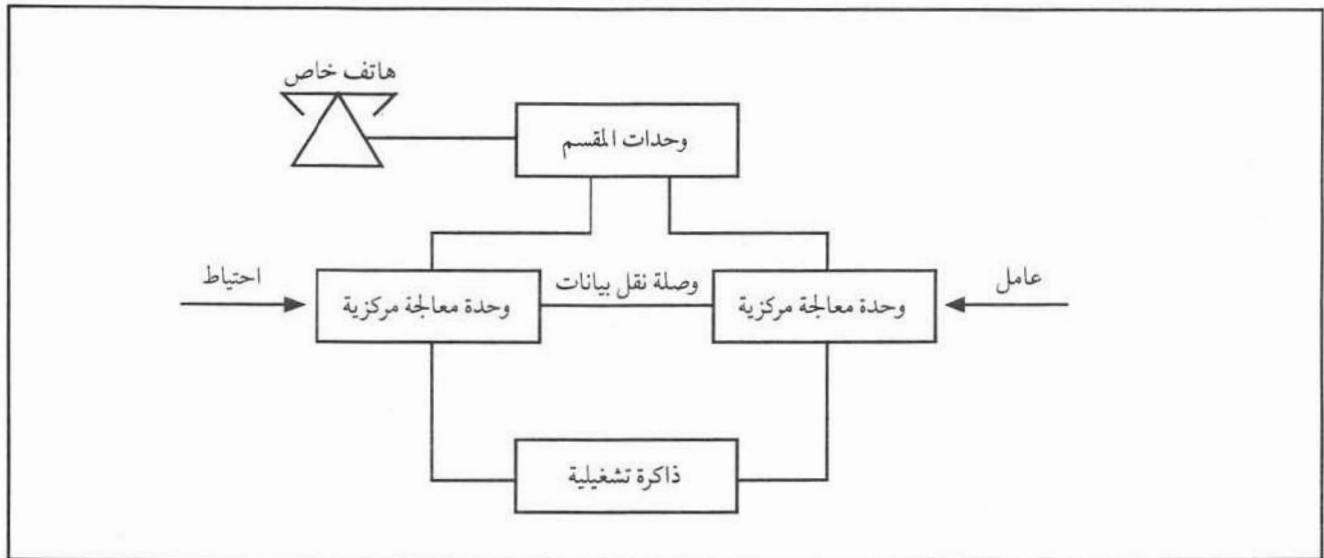 هاتف خاص
وحدات المقسم
عامل
وحدة معالجة مركزية
وصلة نقل بيانات
وحدة معالجة مركزية
احتياط
ذاكرة تشغيلية